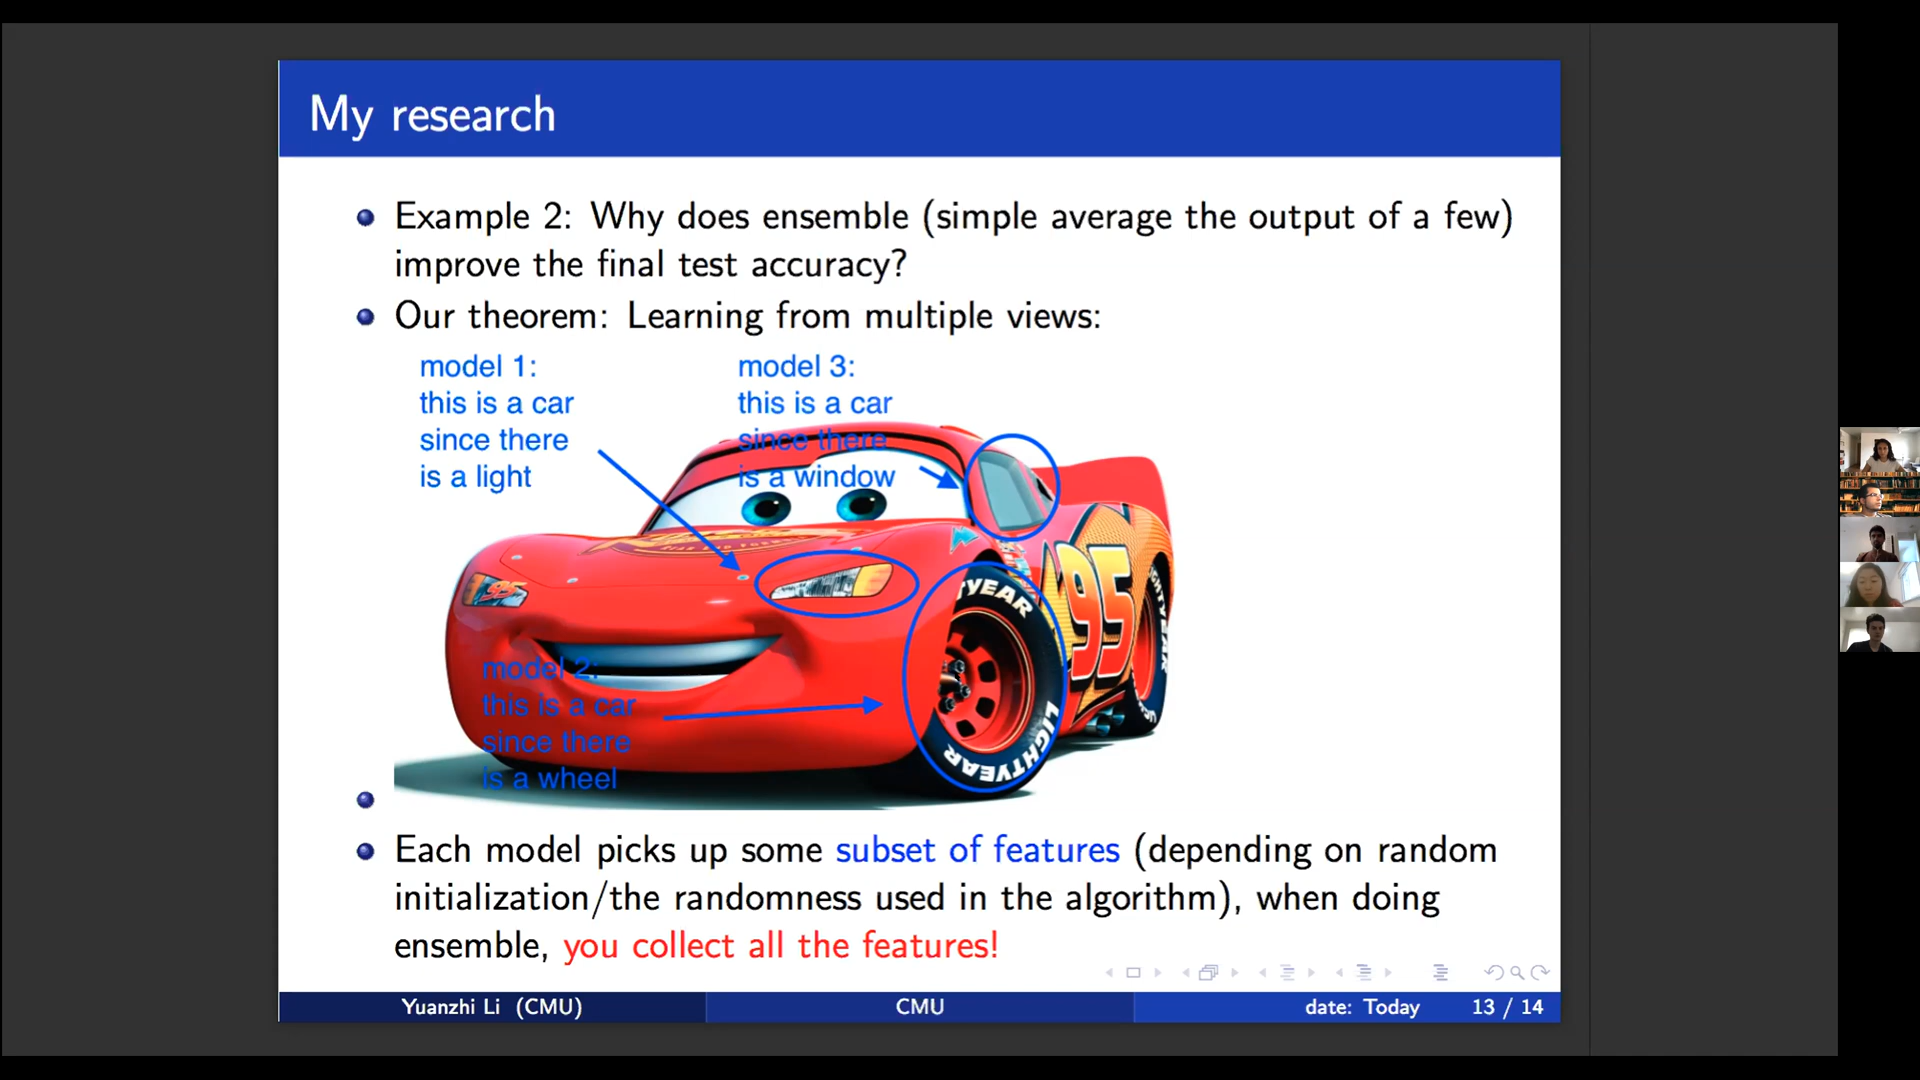 My research
Example 2: Why does ensemble (simple average the output of a few)
improve the final test accuracy?
Our theorem: Learning from multiple views:
model 1:
this is a car
since there
is a light
model 3:
this is a car
since there
is a window
95
95
YEAR
LIGHTYEAR
model 2:
this is a car
since there
is a wheel
Each model picks up some subset of features (depending on random
initialization/the randomness used in the algorithm), when doing
ensemble, you collect all the features!
Yuanzhi Li (CMU)
CMU
date: Today
13 / 14